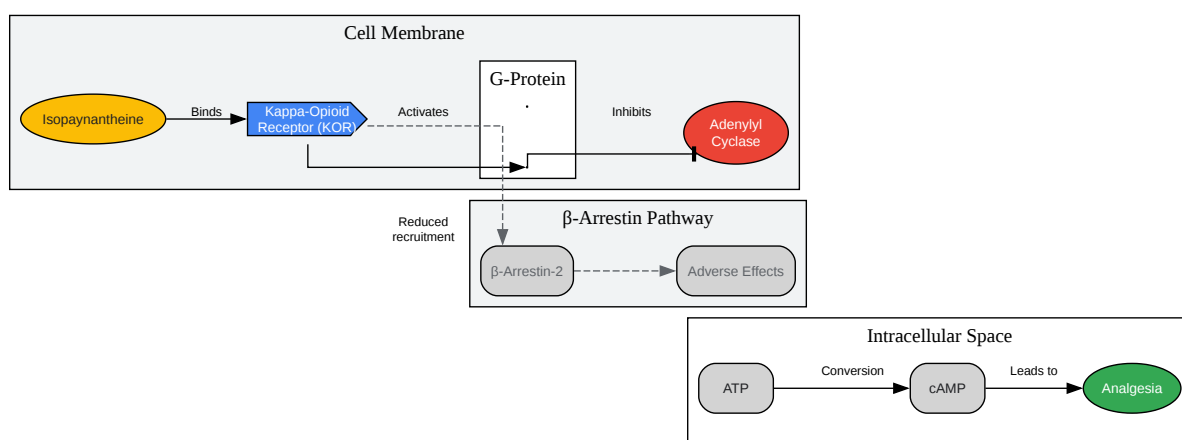 Cell Membrane
G-Protein
Isopaynantheine
Binds
Kappa-Opioid
Receptor (KOR)
Activates
Inhibits
Adenylyl
Cyclase
β-Arrestin Pathway
Reduced
recruitment
β-Arrestin-2
Adverse Effects
Intracellular Space
ATP
Conversion
cAMP
Leads to
Analgesia